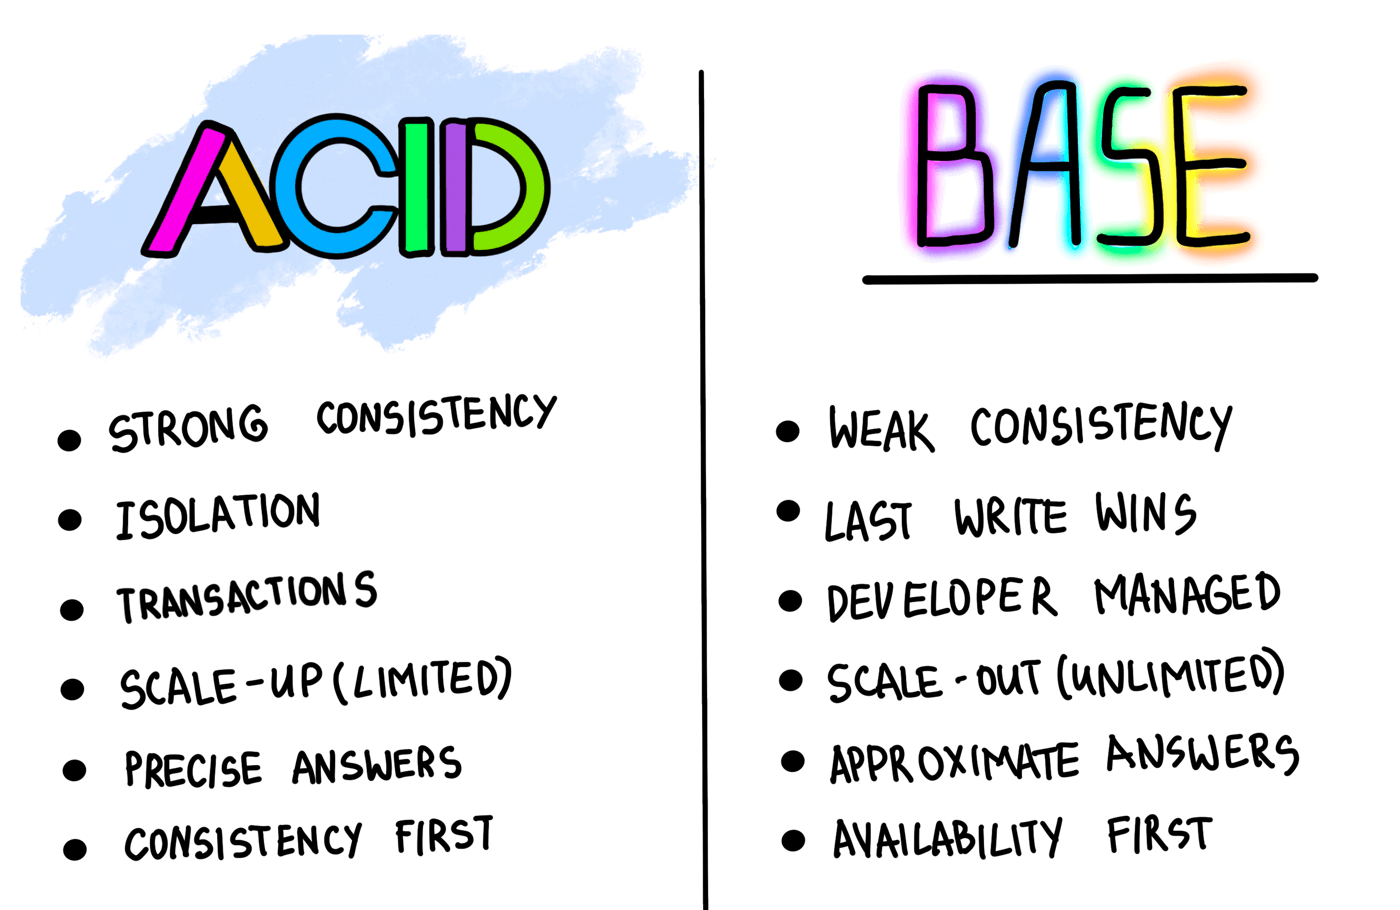 ACID
• STRONG CONSISTENCY
• ISOLATION
• TRANSACTIONS
• SCALE-UP (LIMITED)
• PRECISE ANSWERS
• CONSISTENCY FIRST
BASE
• WEAK CONSISTENCY
• LAST WRITE WINS
• DEVELOPER MANAGED
• SCALE-OUT (UNLIMITED)
• APPROXIMATE ANSWERS
• AVAILABILITY FIRST